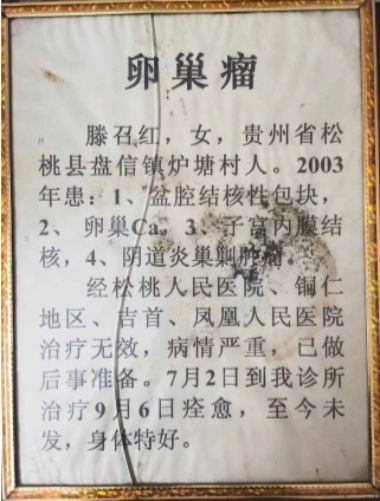 卵巢瘤
滕召红，女，贵州省松
桃县盘信镇炉塘村人。2003
年患：1、盆腔结核性包块，
2、卵巢Ca，3、子宫内膜结
核，4、阴道炎巢剿肿瘤。
经松桃人民医院、铜仁
地区、吉首、凤凰人民医院
治疗无效，病情严重，已做
后事准备。7月2日到我诊所
治疗9月6日痊愈，至今未
发，身体特好。